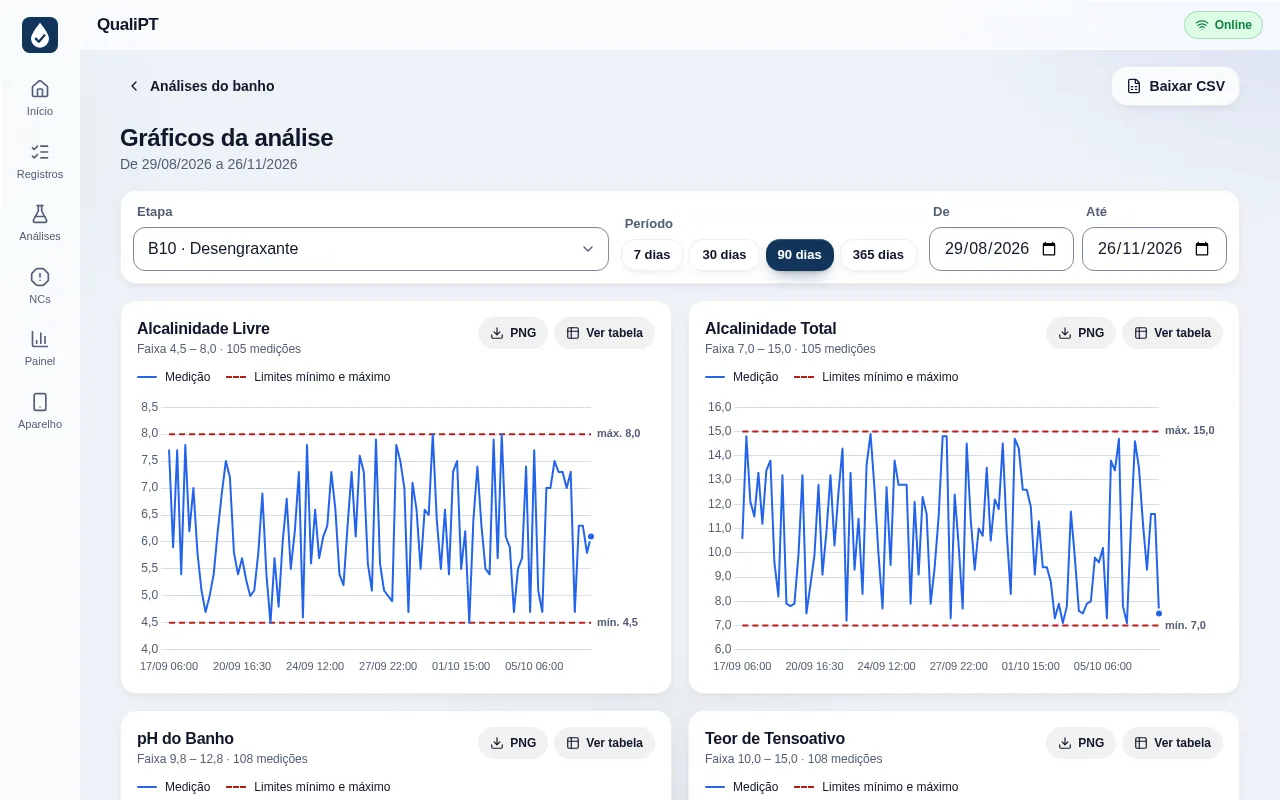 QualiPT
Online
Início
Registros
Análises
NCs
Painel
Aparelho
Análises do banho
Baixar CSV
Gráficos da análise
De 29/08/2026 a 26/11/2026
Etapa
B10 · Desengraxante
Período
7 dias
30 dias
90 dias
365 dias
De
29/08/2026
Até
26/11/2026
Alcalinidade Livre
Faixa 4,5 – 8,0 · 105 medições
PNG
Ver tabela
Medição
Limites mínimo e máximo
8,5
8,0
7,5
7,0
6,5
6,0
5,5
5,0
4,5
4,0
máx. 8,0
mín. 4,5
17/09 06:00
20/09 16:30
24/09 12:00
27/09 22:00
01/10 15:00
05/10 06:00
Alcalinidade Total
Faixa 7,0 – 15,0 · 105 medições
PNG
Ver tabela
Medição
Limites mínimo e máximo
16,0
15,0
14,0
13,0
12,0
11,0
10,0
9,0
8,0
7,0
6,0
máx. 15,0
mín. 7,0
17/09 06:00
20/09 16:30
24/09 12:00
27/09 22:00
01/10 15:00
05/10 06:00
pH do Banho
Faixa 9,8 – 12,8 · 108 medições
PNG
Ver tabela
Medição
Limites mínimo e máximo
Teor de Tensoativo
Faixa 10,0 – 15,0 · 108 medições
PNG
Ver tabela
Medição
Limites mínimo e máximo